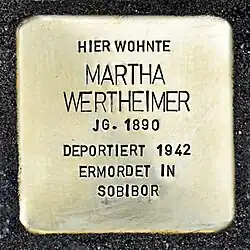 HIER WOHNTE
MARTHA
WERTHEIMER
JG. 1890
DEPORTIERT 1942
ERMORDET IN
SOBIBOR